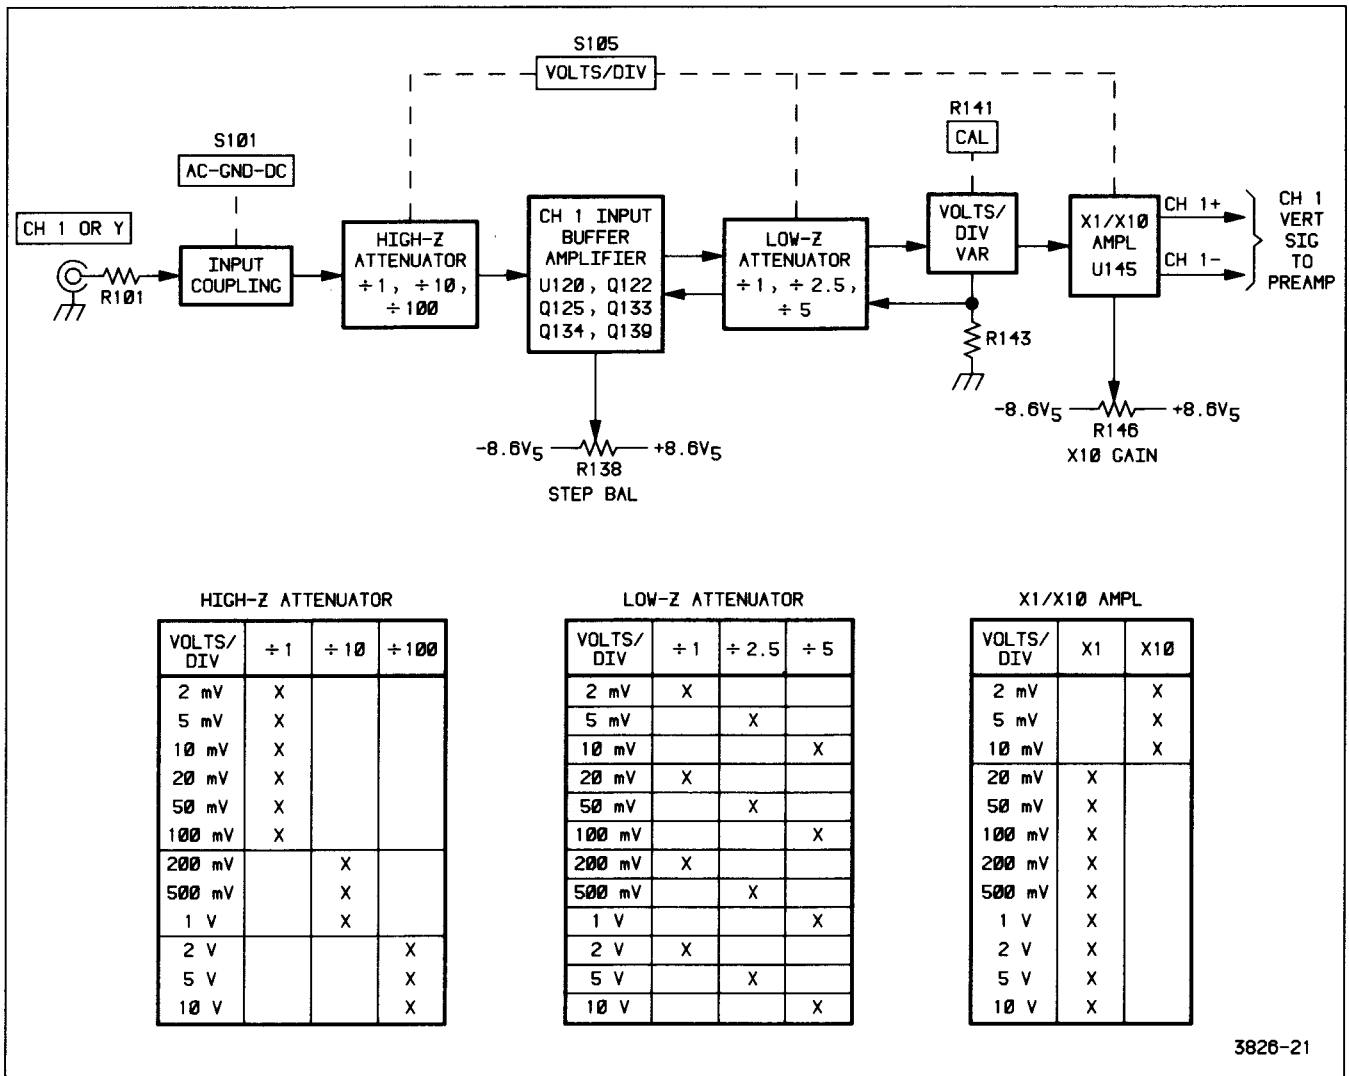 S105
VOLTS/DIV
R141
CAL
S101
AC-GND-DC
CH 1 OR Y
R101
INPUT
COUPLING
HIGH-Z
ATTENUATOR
÷1, ÷10,
÷100
CH 1 INPUT
BUFFER
AMPLIFIER
U120, Q122
Q125, Q133
Q134, Q139
LOW-Z
ATTENUATOR
÷1, ÷2.5,
÷5
VOLTS/
DIV
VAR
X1/X10
AMPL
U145
CH 1+
CH 1-
CH 1
VERT
SIG
TO
PREAMP
R143
-8.6V5 +8.6V5
R138
STEP BAL
-8.6V5 +8.6V5
R146
X10 GAIN
HIGH-Z ATTENUATOR
VOLTS/
DIV ÷1 ÷10 ÷100
2 mV X
5 mV X
10 mV X
20 mV X
50 mV X
100 mV X
200 mV X
500 mV X
1 V X
2 V X
5 V X
10 V X
LOW-Z ATTENUATOR
VOLTS/
DIV ÷1 ÷2.5 ÷5
2 mV X
5 mV X
10 mV X
20 mV X
50 mV X
100 mV X
200 mV X
500 mV X
1 V X
2 V X
5 V X
10 V X
X1/X10 AMPL
VOLTS/
DIV X1 X10
2 mV X
5 mV X
10 mV X
20 mV X
50 mV X
100 mV X
200 mV X
500 mV X
1 V X
2 V X
5 V X
10 V X
3826-21